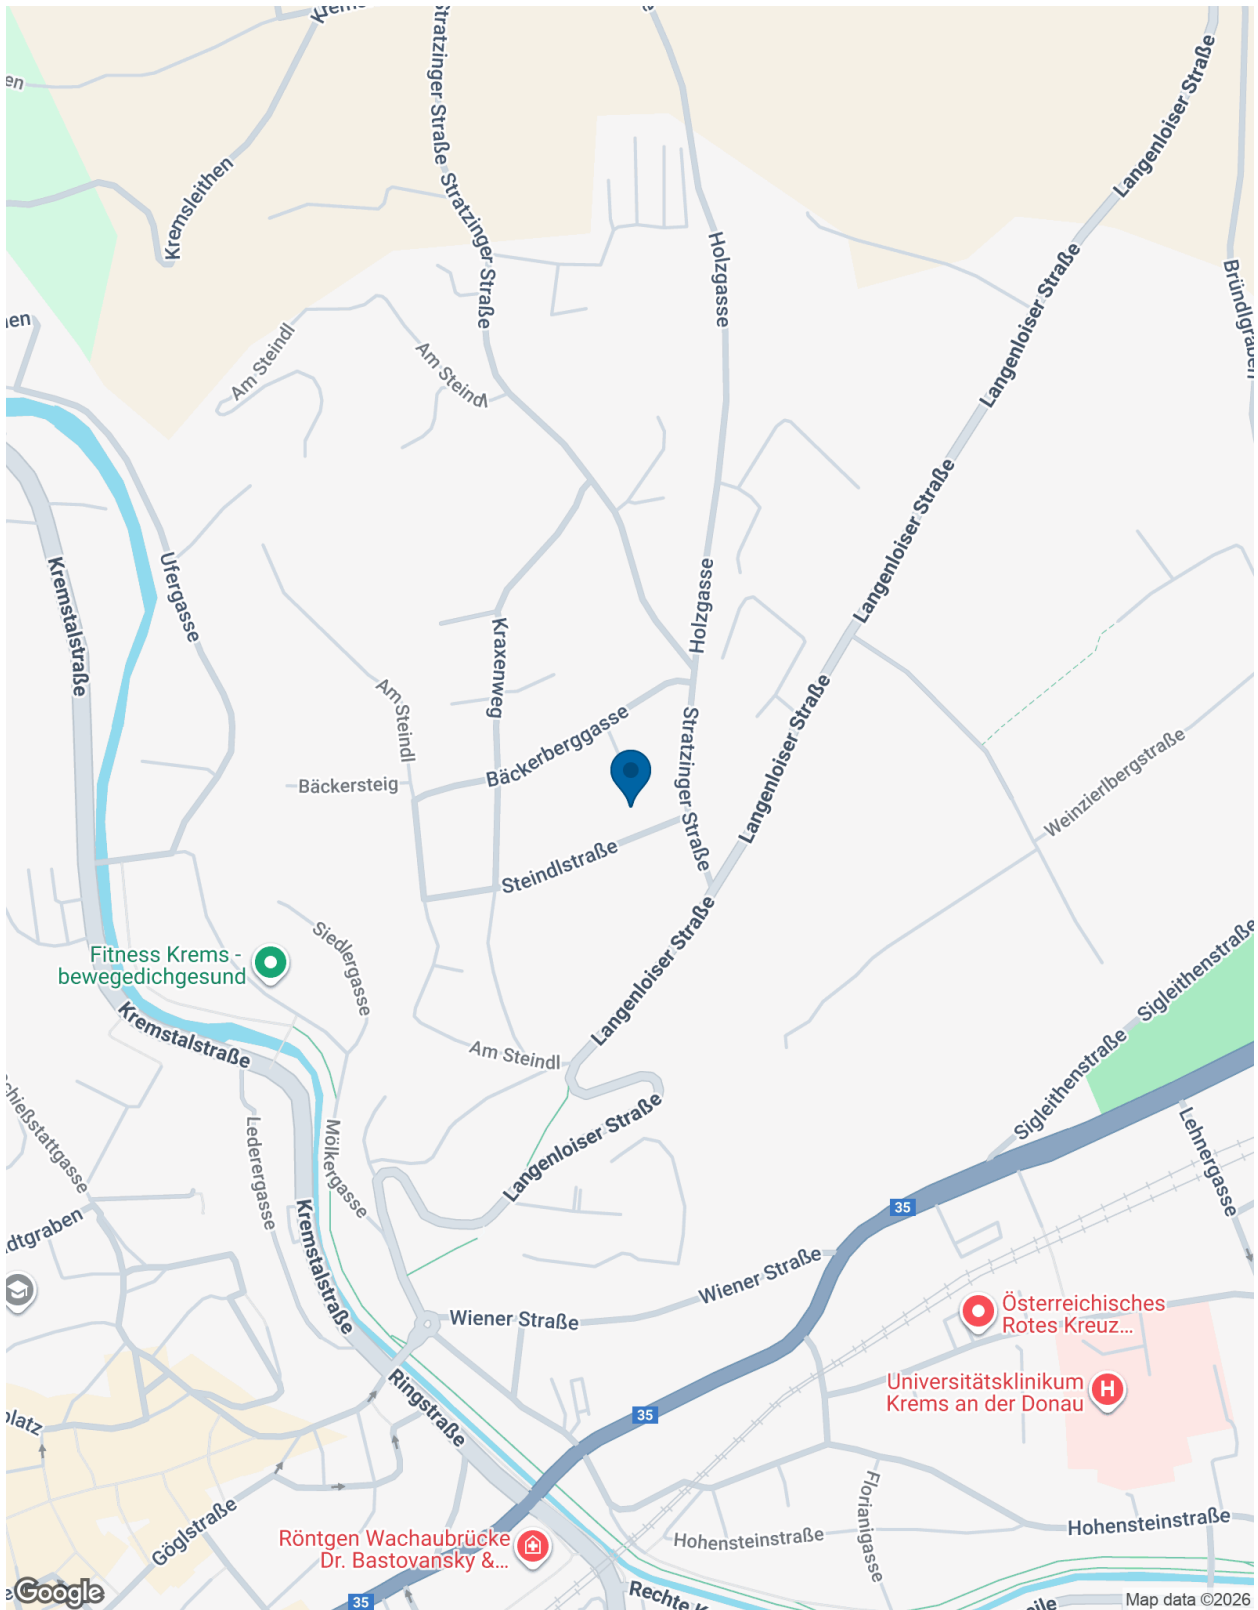 Stratzinger Straße
Stratzinger Straße
Langenloiser Straße
Kremsleithen
Holzgasse
Langenloiser Straße
Bründlgraben
Am Steindl
Am Steindl
Langenloiser Straße
Ufergasse
Kremstalstraße
Holzgasse
Kraxenweg
Am Steindl
Bäckerberggasse
Stratzinger Straße
Langenloiser Straße
Bäckersteig
Weinzierlbergstraße
Steindlstraße
Langenloiser Straße
Siedlergasse
Fitness Krems -
bewegedichgesund
Sigleithenstraße
Kremstalstraße
Am Steindl
Sigleithenstraße
Langenloiser Straße
Lehnergasse
Schießstattgasse
Lederergasse
Mölkergasse
35
Kremstalstraße
Wiener Straße
Wiener Straße
Österreichisches
Rotes Kreuz...
Universitätsklinikum
Krems an der Donau
H
Ringstraße
35
Göglstraße
Florianigasse
Hohensteinstraße
Hohensteinstraße
Röntgen Wachaubrücke
Dr. Bastovansky &...
35
Rechte K
Google
Map data ©2026